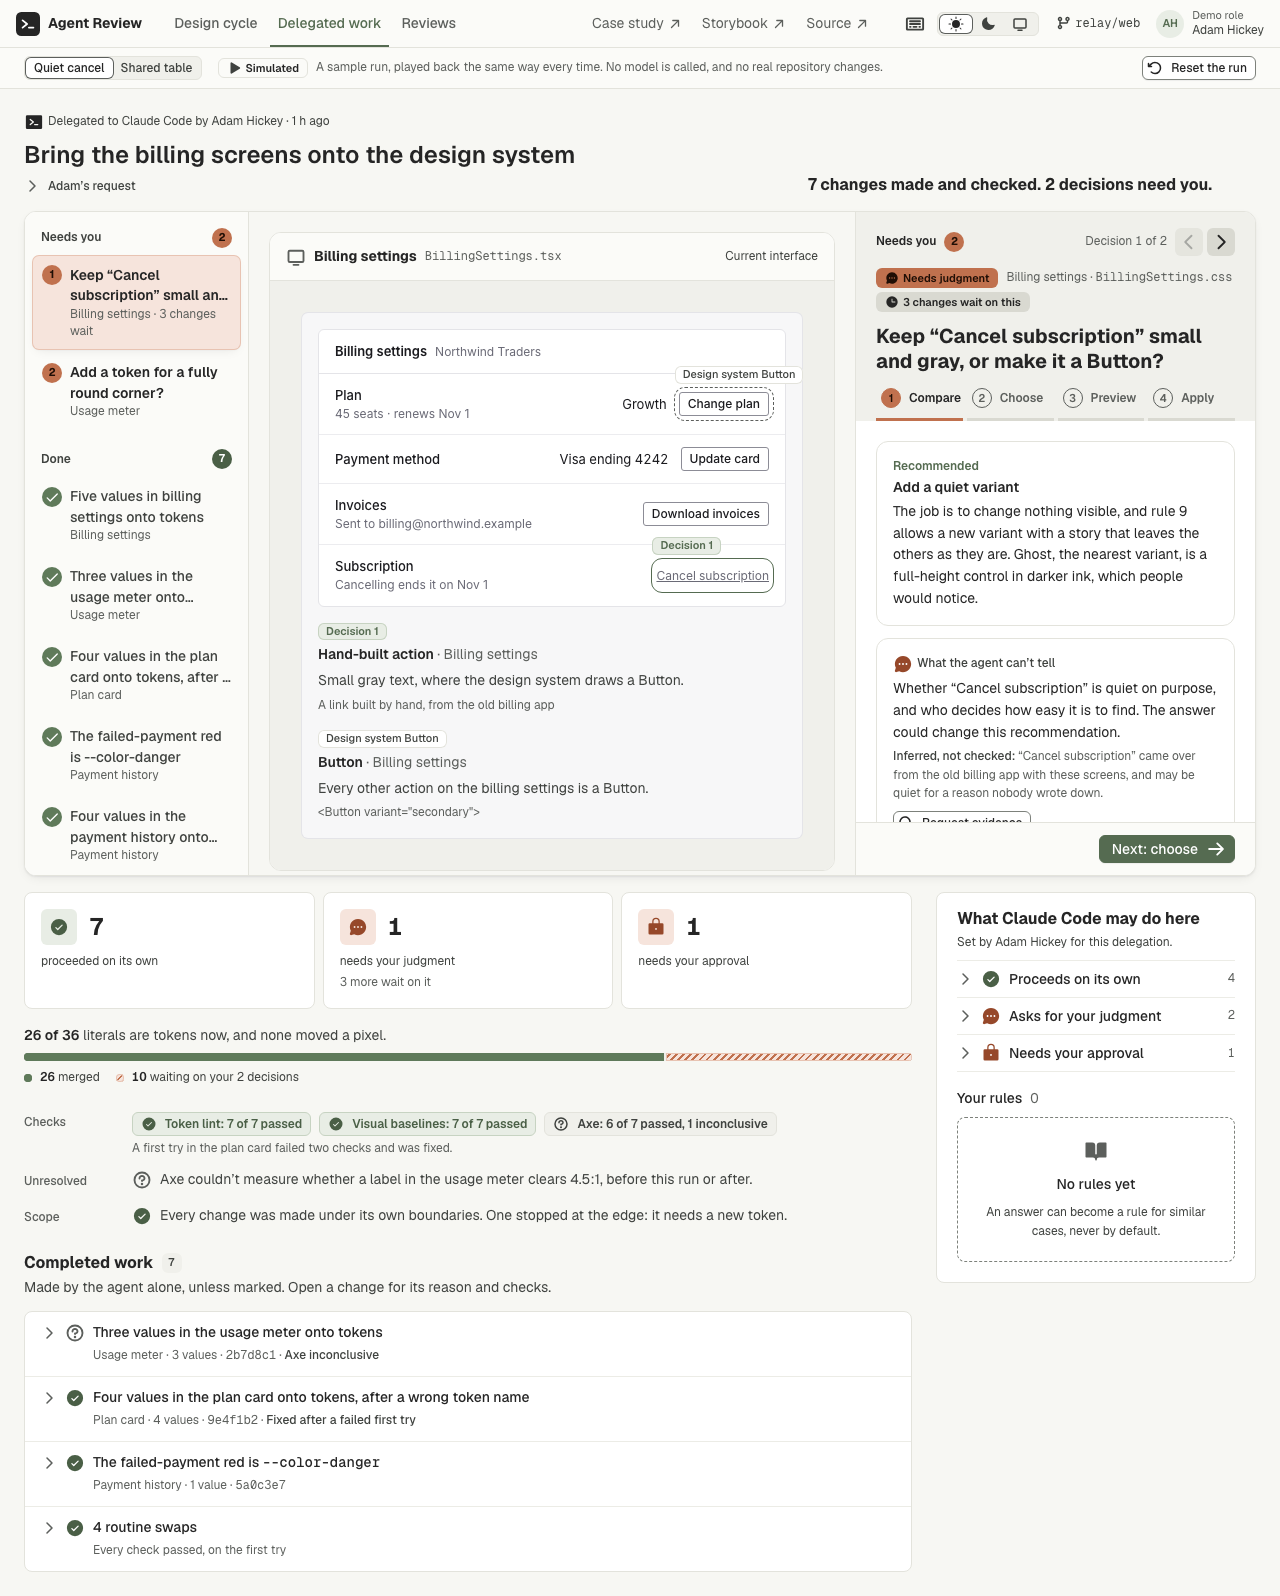 Agent Review
Design cycle
Delegated work
Reviews
Case study
Storybook
Source
relay/web
AH
Demo role
Adam Hickey
Quiet cancel
Shared table
Simulated
A sample run, played back the same way every time. No model is called, and no real repository changes.
Reset the run
Delegated to Claude Code by Adam Hickey · 1 h ago
Bring the billing screens onto the design system
Adam's request
7 changes made and checked. 2 decisions need you.
Needs you
2
1
Keep “Cancel
subscription” small an...
Billing settings · 3 changes
wait
2
Add a token for a fully
round corner?
Usage meter
Done
7
Five values in billing
settings onto tokens
Billing settings
Three values in the
usage meter onto...
Usage meter
Four values in the plan
card onto tokens, after ...
Plan card
The failed-payment red
is --color-danger
Payment history
Four values in the
payment history onto...
Payment history
Billing settings
BillingSettings.tsx
Current interface
Billing settings
Northwind Traders
Design system Button
Plan
45 seats · renews Nov 1
Growth
Change plan
Payment method
Visa ending 4242
Update card
Invoices
Sent to billing@northwind.example
Download invoices
Decision 1
Subscription
Cancelling ends it on Nov 1
Cancel subscription
Decision 1
Hand-built action · Billing settings
Small gray text, where the design system draws a Button.
A link built by hand, from the old billing app
Design system Button
Button · Billing settings
Every other action on the billing settings is a Button.
<Button variant="secondary">
Needs you
2
Decision 1 of 2
Needs judgment
Billing settings · BillingSettings.css
3 changes wait on this
Keep “Cancel subscription” small
and gray, or make it a Button?
1 Compare
2 Choose
3 Preview
4 Apply
Recommended
Add a quiet variant
The job is to change nothing visible, and rule 9
allows a new variant with a story that leaves the
others as they are. Ghost, the nearest variant, is a
full-height control in darker ink, which people
would notice.
What the agent can’t tell
Whether “Cancel subscription” is quiet on purpose,
and who decides how easy it is to find. The answer
could change this recommendation.
Inferred, not checked: “Cancel subscription” came over
from the old billing app with these screens, and may be
quiet for a reason nobody wrote down.
Request evidence
Next: choose
7
proceeded on its own
1
needs your judgment
3 more wait on it
1
needs your approval
26 of 36 literals are tokens now, and none moved a pixel.
26 merged
10 waiting on your 2 decisions
Checks
Token lint: 7 of 7 passed
Visual baselines: 7 of 7 passed
Axe: 6 of 7 passed, 1 inconclusive
A first try in the plan card failed two checks and was fixed.
Unresolved
Axe couldn’t measure whether a label in the usage meter clears 4.5:1, before this run or after.
Scope
Every change was made under its own boundaries. One stopped at the edge: it needs a new token.
Completed work
7
Made by the agent alone, unless marked. Open a change for its reason and checks.
Three values in the usage meter onto tokens
Usage meter · 3 values · 2b7d8c1 · Axe inconclusive
Four values in the plan card onto tokens, after a wrong token name
Plan card · 4 values · 9e4f1b2 · Fixed after a failed first try
The failed-payment red is --color-danger
Payment history · 1 value · 5a0c3e7
4 routine swaps
Every check passed, on the first try
What Claude Code may do here
Set by Adam Hickey for this delegation.
Proceeds on its own
4
Asks for your judgment
2
Needs your approval
1
Your rules
0
No rules yet
An answer can become a rule for similar
cases, never by default.